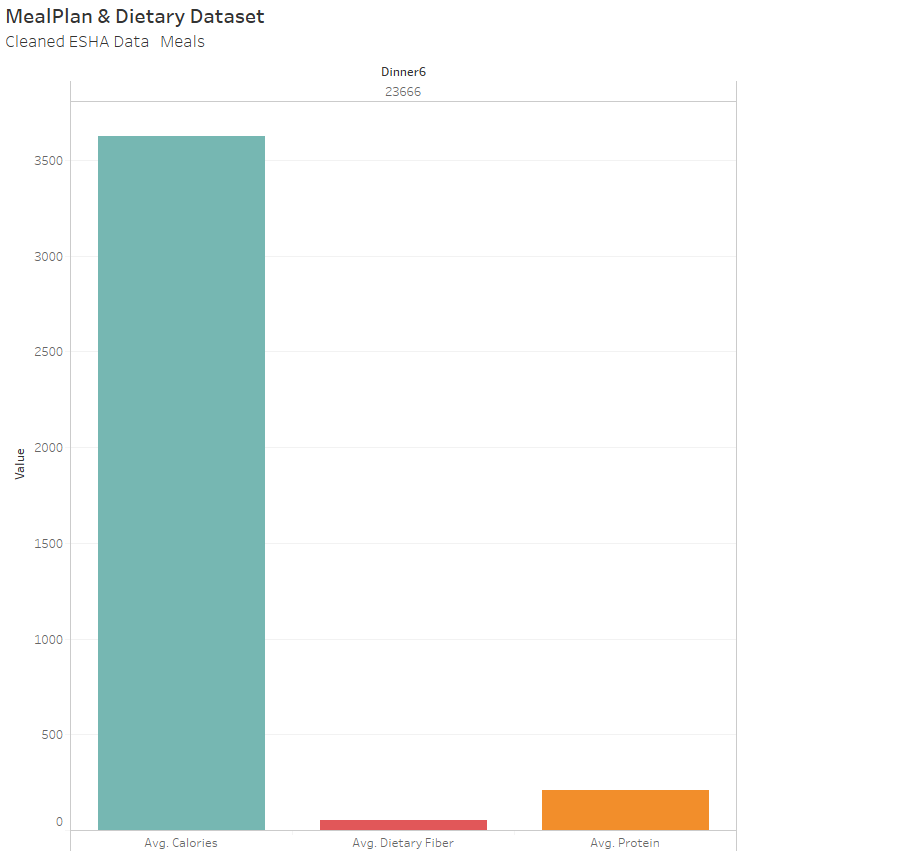 MealPlan & Dietary Dataset
Cleaned ESHA Data  Meals
Dinner6
23666
3500
3000
2500
2000
1500
1000
500
0
Value
Avg. Calories
Avg. Dietary Fiber
Avg. Protein